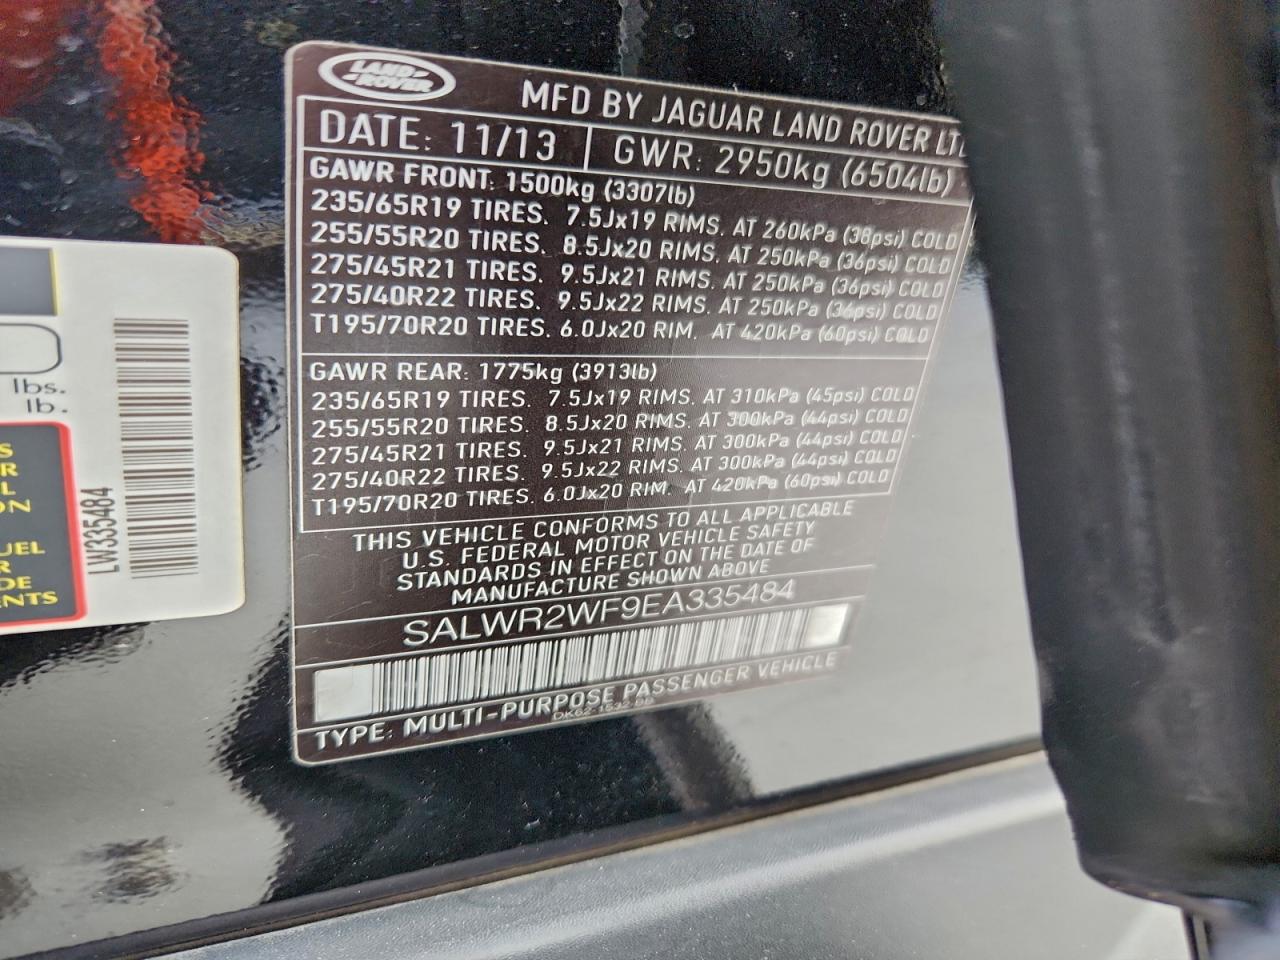 LAND
ROVER
MFD BY JAGUAR LAND ROVER LTD
DATE: 11/13
GWR: 2950kg (6504lb)
GAWR FRONT: 1500kg (3307lb)
235/65R19 TIRES. 7.5Jx19 RIMS. AT 260kPa (38psi) COLD
255/55R20 TIRES. 8.5Jx20 RIMS. AT 250kPa (36psi) COLD
275/45R21 TIRES. 9.5Jx21 RIMS. AT 250kPa (36psi) COLD
275/40R22 TIRES. 9.5Jx22 RIMS. AT 250kPa (36psi) COLD
T195/70R20 TIRES. 6.0Jx20 RIM. AT 420kPa (60psi) COLD
GAWR REAR: 1775kg (3913lb)
235/65R19 TIRES. 7.5Jx19 RIMS. AT 310kPa (45psi) COLD
255/55R20 TIRES. 8.5Jx20 RIMS. AT 300kPa (44psi) COLD
275/45R21 TIRES. 9.5Jx21 RIMS. AT 300kPa (44psi) COLD
275/40R22 TIRES. 9.5Jx22 RIMS. AT 300kPa (44psi) COLD
T195/70R20 TIRES. 6.0Jx20 RIM. AT 420kPa (60psi) COLD
THIS VEHICLE CONFORMS TO ALL APPLICABLE
U.S. FEDERAL MOTOR VEHICLE SAFETY
STANDARDS IN EFFECT ON THE DATE OF
MANUFACTURE SHOWN ABOVE
SALWR2WF9EA335484
TYPE: MULTI-PURPOSE PASSENGER VEHICLE
DK62-1532-BB
lbs.
lb.
LW335484